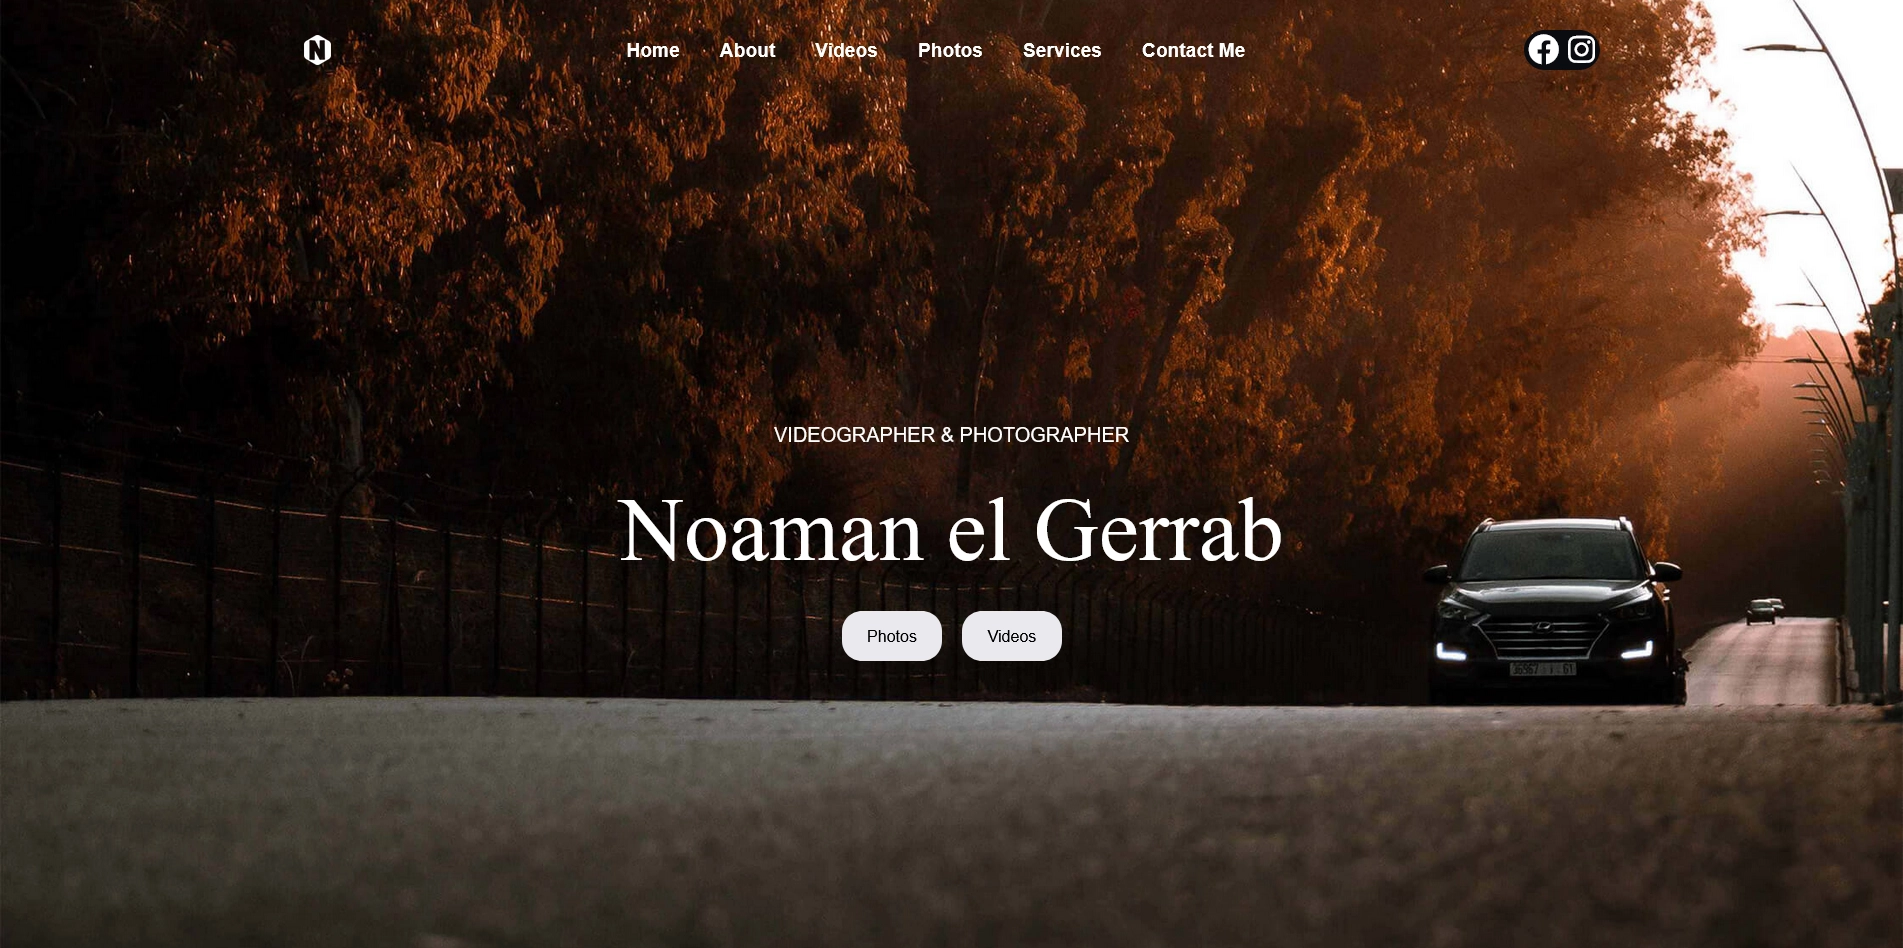 N
Home About Videos Photos Services Contact Me
VIDEOGRAPHER & PHOTOGRAPHER
Noaman el Gerrab
Photos Videos